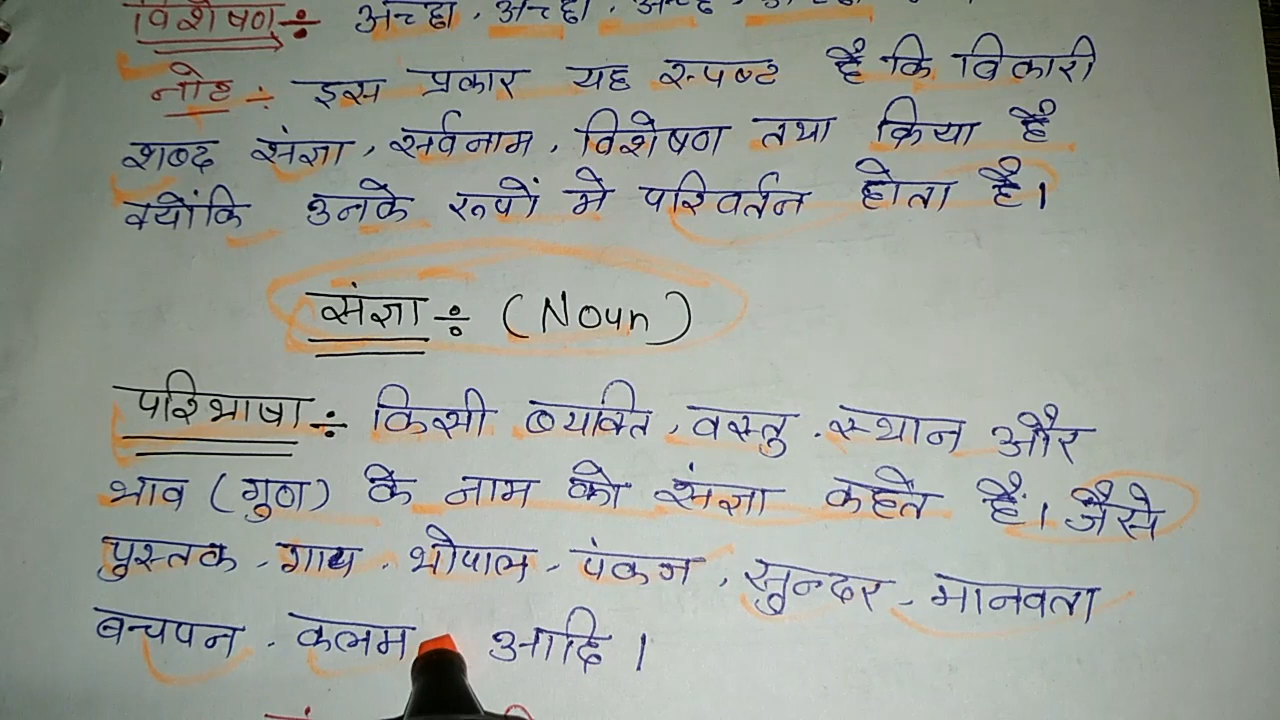 विशेषण ÷ अच्छा, अच्छा,
नोट ÷ इस प्रकार यह स्पष्ट है कि विकारी
शब्द संज्ञा, सर्वनाम, विशेषण तथा क्रिया है
क्योंकि उनके रूपों मे परिवर्तन होता है।
संज्ञा ÷ (Noun)
परिभाषा ÷ किसी व्यक्ति, वस्तु, स्थान और
भाव (गुण) के नाम को संज्ञा कहते हैं। जैसे
पुस्तक, गाय, भोपाल, पंकज, सुन्दर, मानवता
बचपन, कलम आदि।